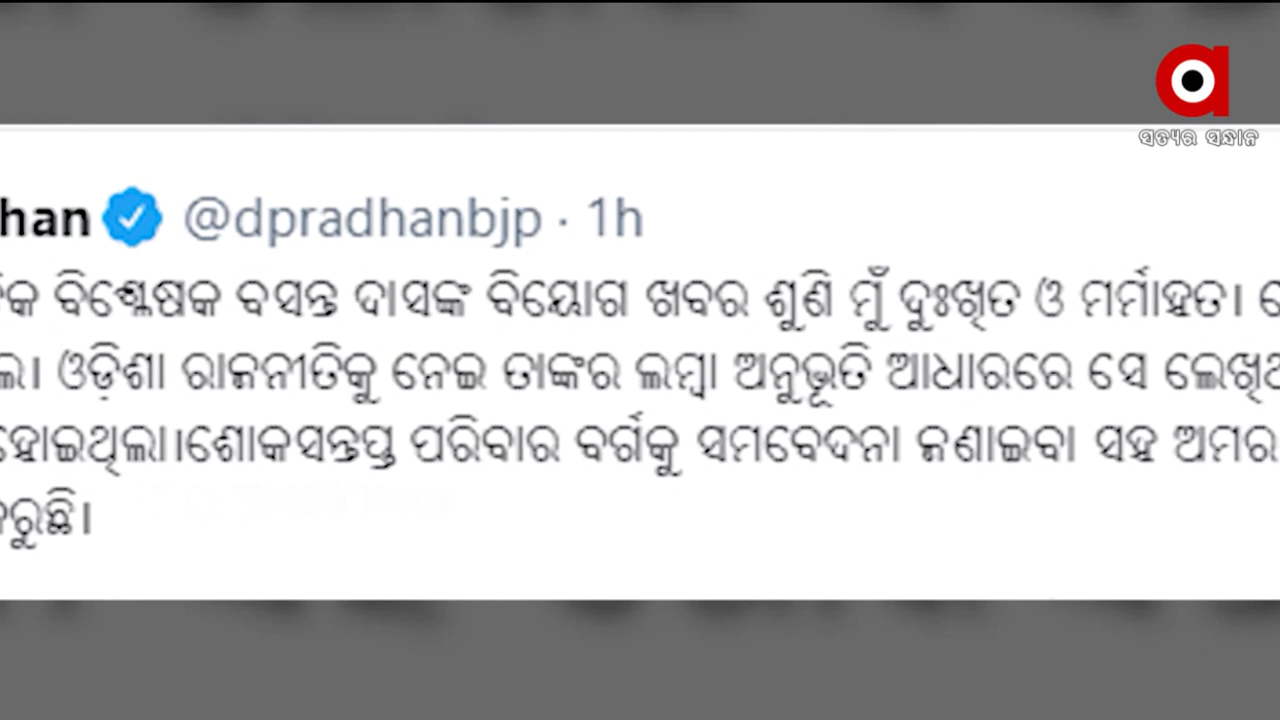 ସତ୍ୟର ସନ୍ଧାନ
han @dpradhanbjp · 1h
ବିଶ୍ଳେଷକ ବସନ୍ତ ଦାସଙ୍କ ବିୟୋଗ ଖବର ଶୁଣି ମୁଁ ଦୁଃଖିତ ଓ ମର୍ମାହତ।
ଲ। ଓଡ଼ିଶା ରାଜନୀତିକୁ ନେଇ ତାଙ୍କର ଲମ୍ବା ଅନୁଭୂତି ଆଧାରରେ ସେ ଲେଖିଥ
ହୋଇଥିଲା।ଶୋକସନ୍ତପ୍ତ ପରିବାର ବର୍ଗକୁ ସମବେଦନା ଜଣାଇବା ସହ ଅମର
କରୁଛି।